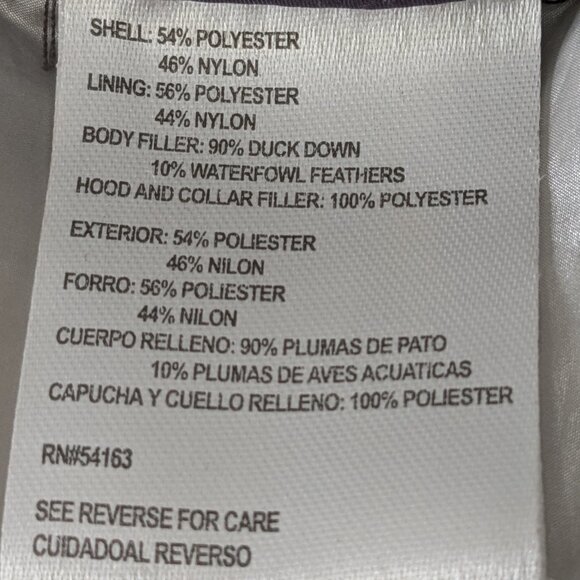 SHELL: 54% POLYESTER
46% NYLON
LINING: 56% POLYESTER
44% NYLON
BODY FILLER: 90% DUCK DOWN
10% WATERFOWL FEATHERS
HOOD AND COLLAR FILLER: 100% POLYESTER
EXTERIOR: 54% POLIESTER
46% NILON
FORRO: 56% POLIESTER
44% NILON
CUERPO RELLENO: 90% PLUMAS DE PATO
10% PLUMAS DE AVES ACUATICAS
CAPUCHA Y CUELLO RELLENO: 100% POLIESTER
RN#54163
SEE REVERSE FOR CARE
CUIDADOAL REVERSO